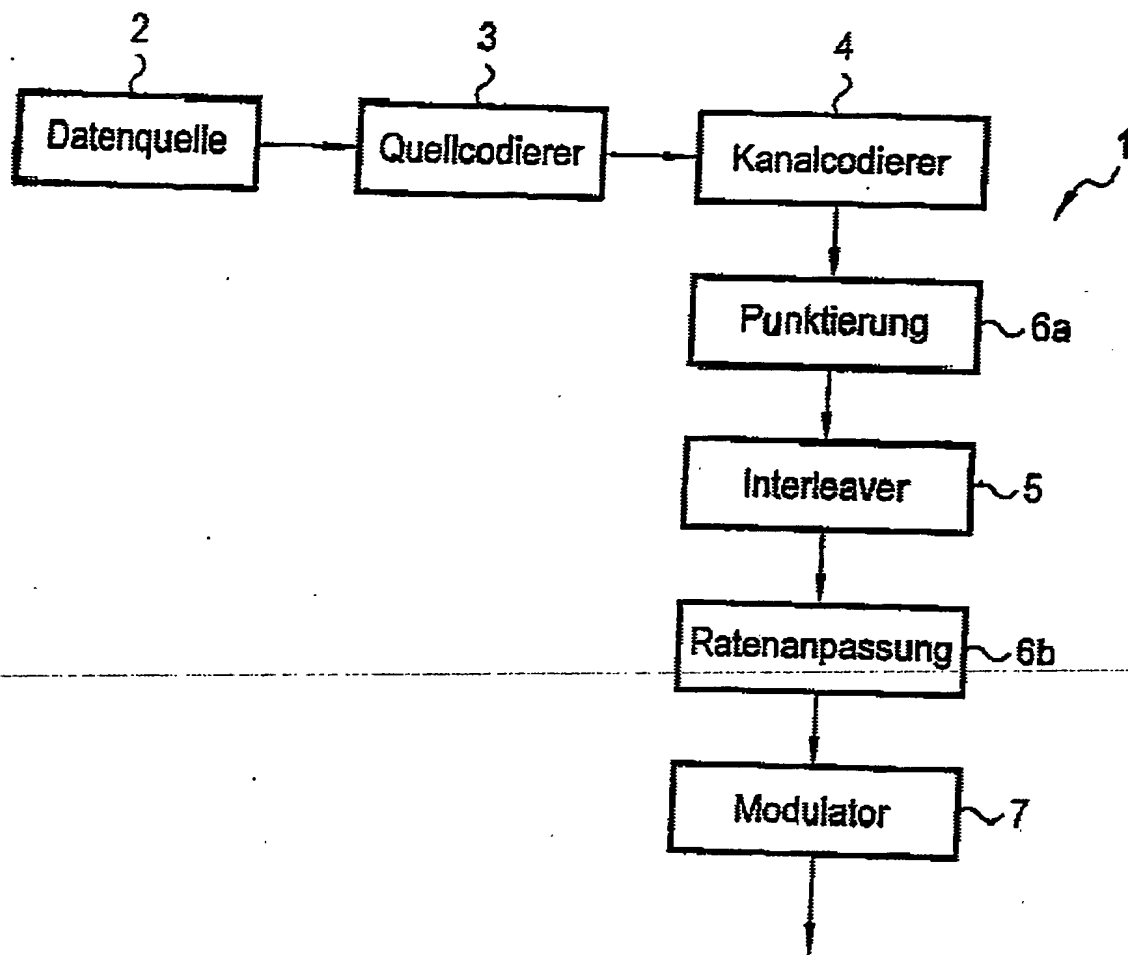 2
3
4
Datenquelle
Quellcodierer
Kanalcodierer
1
Punktierung
6a
Interleaver
5
Ratenanpassung
6b
Modulator
7